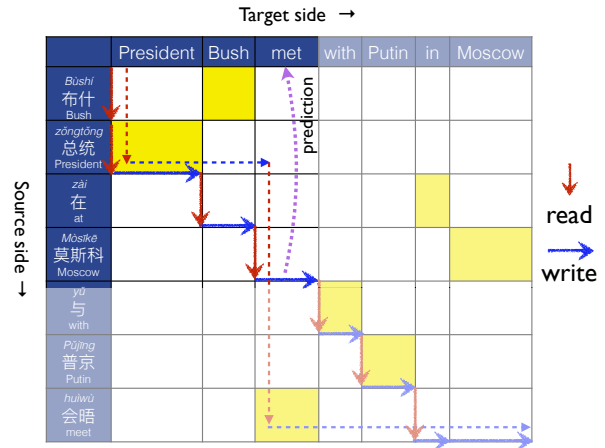 Target side →
President Bush met with Putin in Moscow
Bùshí
布什
Bush
zǒngtǒng
总统
President
zài
在
at
Mòsīkē
莫斯科
Moscow
yǔ
与
with
Pǔjīng
普京
Putin
huìwù
会晤
meet
Source side →
prediction
read
write